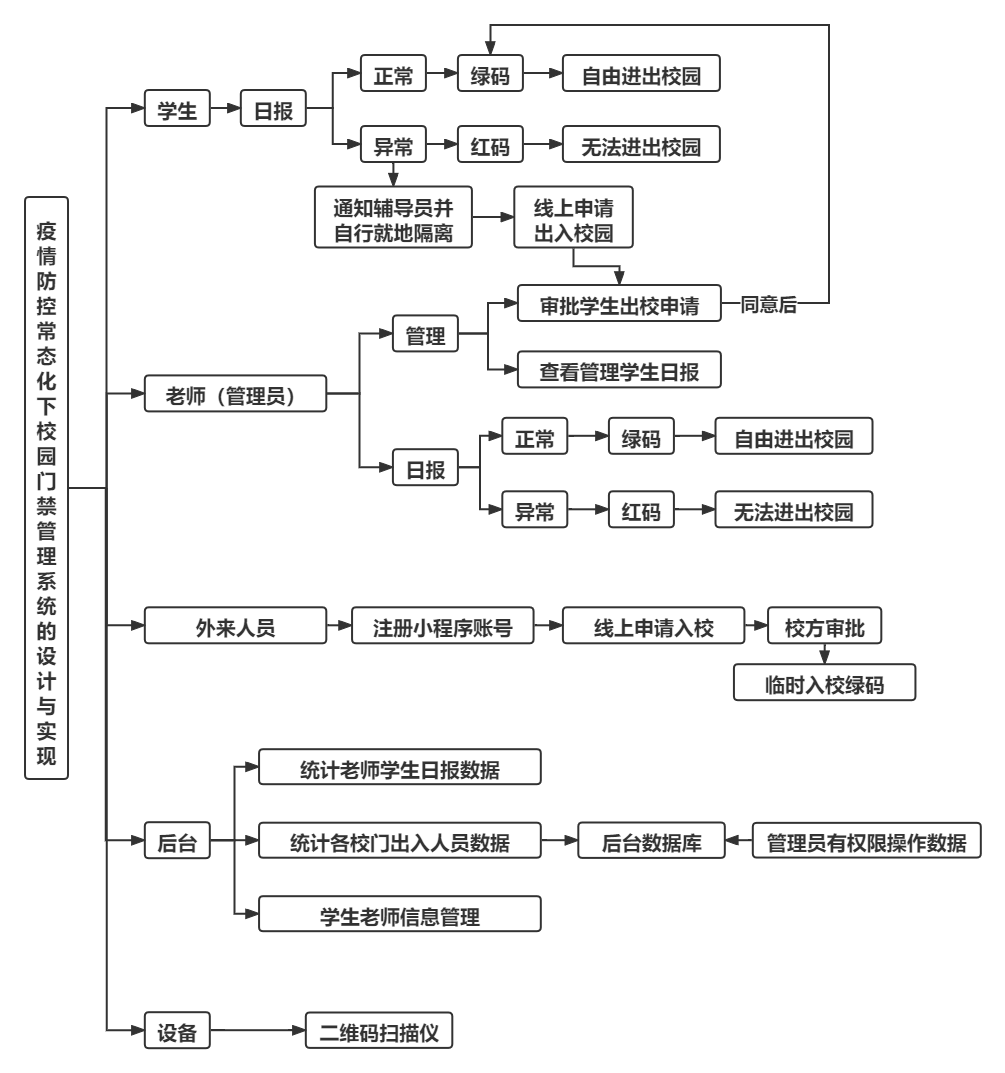 疫情防控常态化下校园门禁管理系统的设计与实现
学生
日报
正常
绿码
自由进出校园
异常
红码
无法进出校园
通知辅导员并
自行就地隔离
线上申请
出入校园
老师（管理员）
管理
审批学生出校申请
同意后
查看管理学生日报
日报
正常
绿码
自由进出校园
异常
红码
无法进出校园
外来人员
注册小程序账号
线上申请入校
校方审批
临时入校绿码
后台
统计老师学生日报数据
统计各校门出入人员数据
后台数据库
管理员有权限操作数据
学生老师信息管理
设备
二维码扫描仪